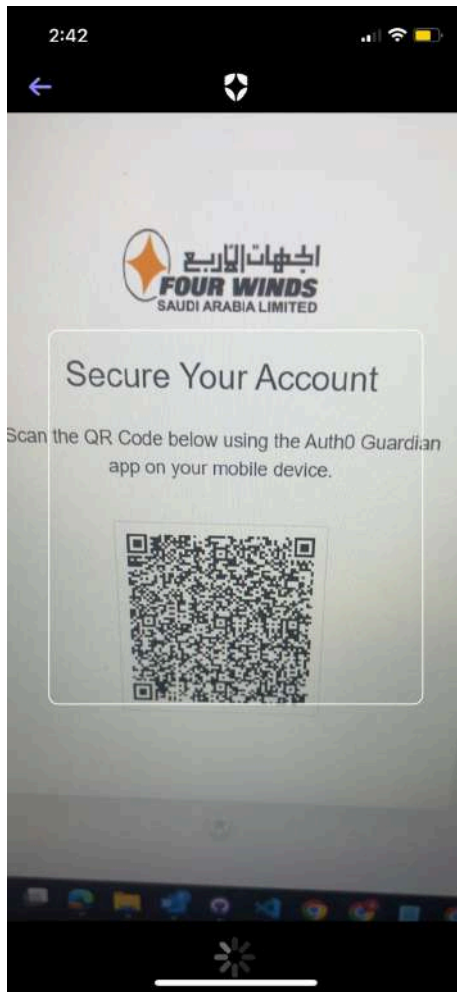 2:42
الجهات الأربع
FOUR WINDS
SAUDI ARABIA LIMITED
Secure Your Account
Scan the QR Code below using the Auth0 Guardian
app on your mobile device.